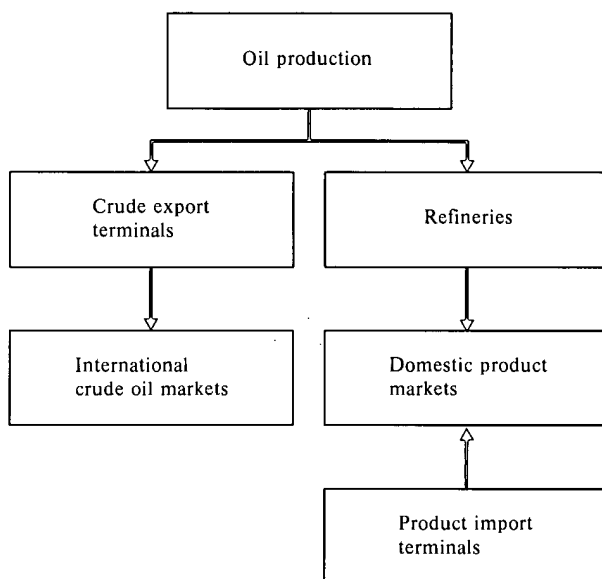 Oil production
Crude export
terminals
Refineries
International
crude oil markets
Domestic product
markets
Product import
terminals